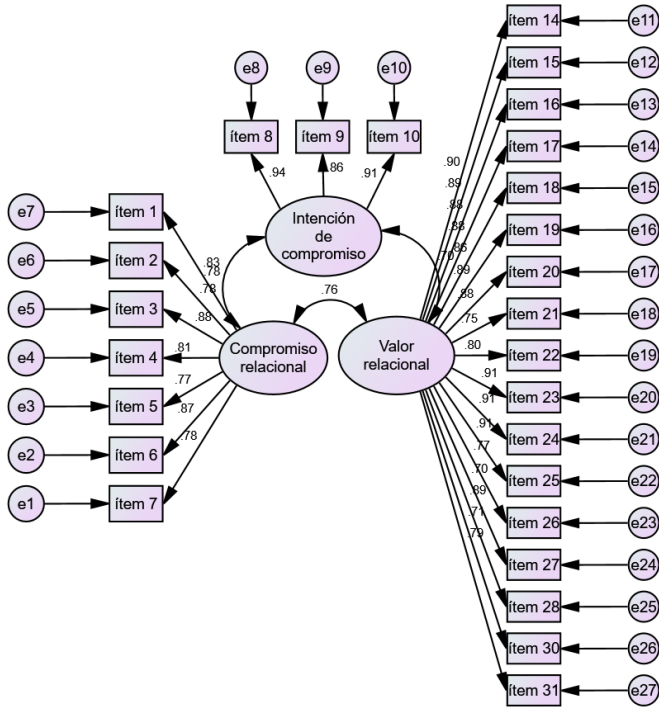 ítem 14
e11
ítem 15
e12
e8
e9
e10
ítem 16
e13
ítem 8
ítem 9
ítem 10
ítem 17
e14
.94
.86
.91
.90
ítem 18
e15
.89
e7
ítem 1
Intención
de
compromiso
.88
ítem 19
e16
.88
.86
.70
e6
ítem 2
.83
.78
.89
ítem 20
e17
.78
.76
.88
e5
ítem 3
.88
.75
ítem 21
e18
e4
ítem 4
.81
Compromiso
relacional
Valor
relacional
.80
ítem 22
e19
.77
.91
e3
ítem 5
.87
.91
ítem 23
e20
.78
.91
ítem 24
e21
e2
ítem 6
.77
.70
ítem 25
e22
.89
e1
ítem 7
.71
ítem 26
e23
.79
ítem 27
e24
ítem 28
e25
ítem 30
e26
ítem 31
e27